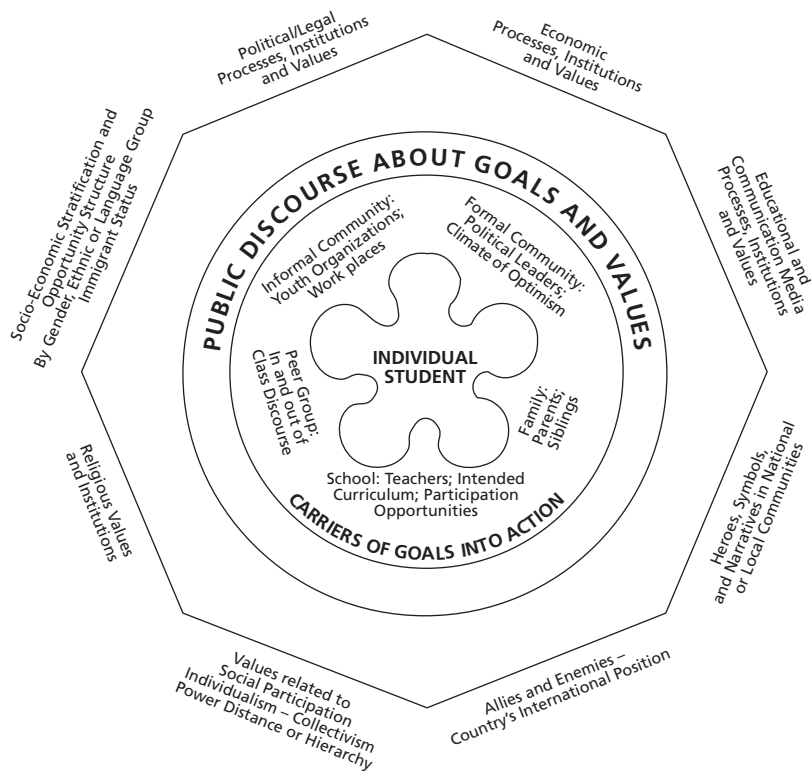 Political/Legal
Processes, Institutions
and Values
Economic
Processes, Institutions
and Values
Socio-Economic Stratification and
Opportunity Structure
By Gender, Ethnic or Language Group
Immigrant Status
Educational and
Communication Media
Processes, Institutions
and Values
PUBLIC DISCOURSE ABOUT GOALS AND VALUES
Informal Community:
Youth Organizations;
Work places
Formal Community:
Political Leaders;
Climate of Optimism
INDIVIDUAL
STUDENT
Peer Group:
In and out of
Class Discourse
Family:
Parents;
Siblings
School: Teachers; Intended
Curriculum; Participation
Opportunities
CARRIERS OF GOALS INTO ACTION
Religious Values
and Institutions
Heroes, Symbols,
and Narratives in National
or Local Communities
Values related to
Social Participation
Individualism – Collectivism
Power Distance or Hierarchy
Allies and Enemies –
Country's International Position